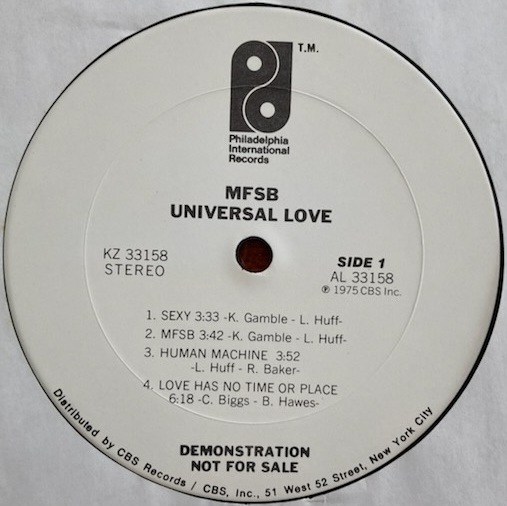 T.M.
Philadelphia
International
Records
MFSB
UNIVERSAL LOVE
KZ 33158
STEREO
SIDE 1
AL 33158
℗ 1975 CBS Inc.
1. SEXY 3:33 -K. Gamble - L. Huff-
2. MFSB 3:42 -K. Gamble - L. Huff-
3. HUMAN MACHINE 3:52
-L. Huff - R. Baker-
4. LOVE HAS NO TIME OR PLACE
6:18 -C. Biggs - B. Hawes-
DEMONSTRATION
NOT FOR SALE
Distributed by CBS Records / CBS, Inc., 51 West 52 Street, New York City